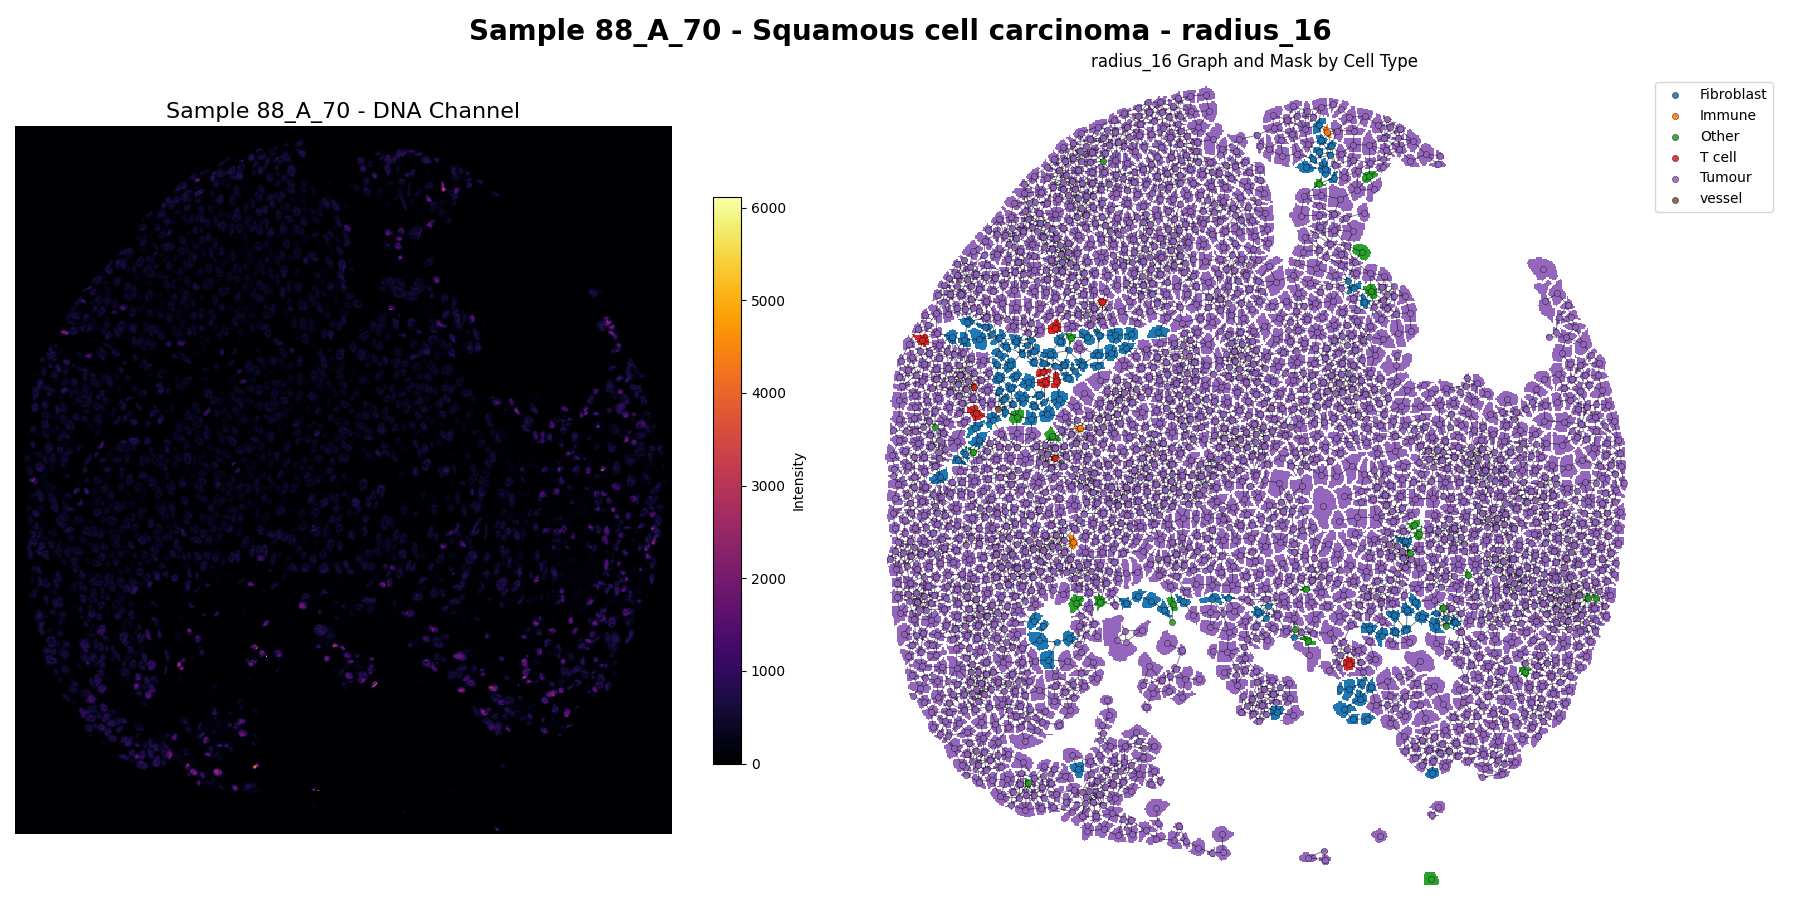 Sample 88_A_70 - Squamous cell carcinoma - radius_16
radius_16 Graph and Mask by Cell Type
Sample 88_A_70 - DNA Channel
Fibroblast
Immune
Other
T cell
Tumour
vessel
6000
5000
4000
3000
2000
1000
0
Intensity